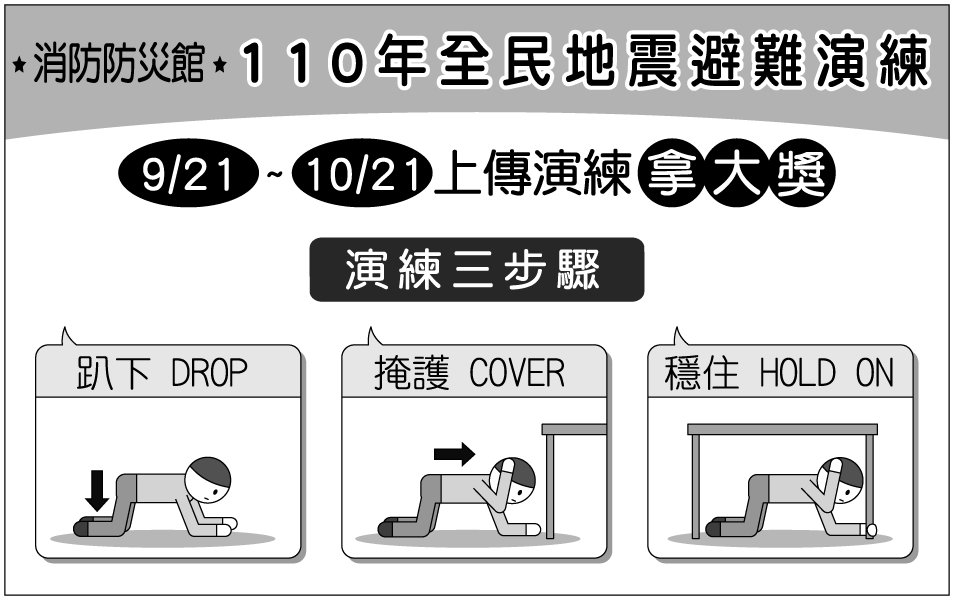 ★消防防災館★ 110年全民地震避難演練
9/21 ~ 10/21 上傳演練拿大獎
演練三步驟
趴下 DROP
掩護 COVER
穩住 HOLD ON